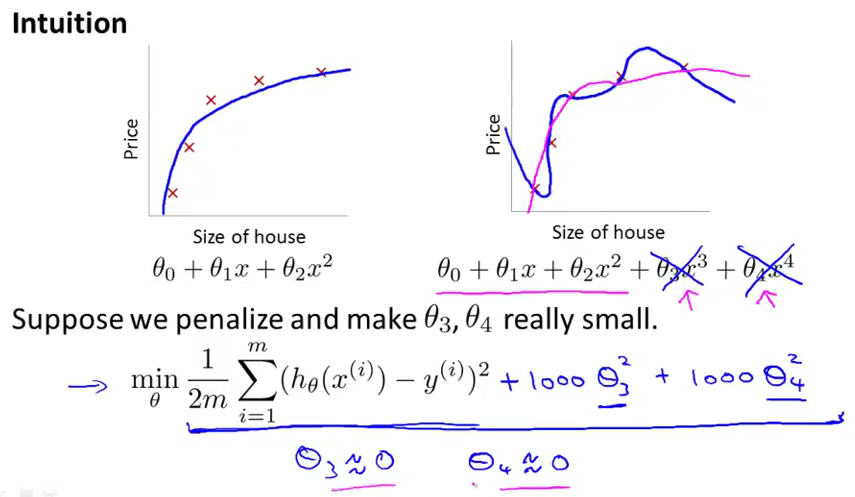 Intuition
Price
Size of house
θ₀ + θ₁x + θ₂x²
Price
Size of house
θ₀ + θ₁x + θ₂x² + θ₃x³ + θ₄x⁴
Suppose we penalize and make θ₃, θ₄ really small.
→ min_θ 1/2m ∑_{i=1}^{m} (h_θ(x⁽ⁱ⁾) − y⁽ⁱ⁾)² + 1000 θ₃² + 1000 θ₄²
θ₃ ≈ 0 θ₄ ≈ 0